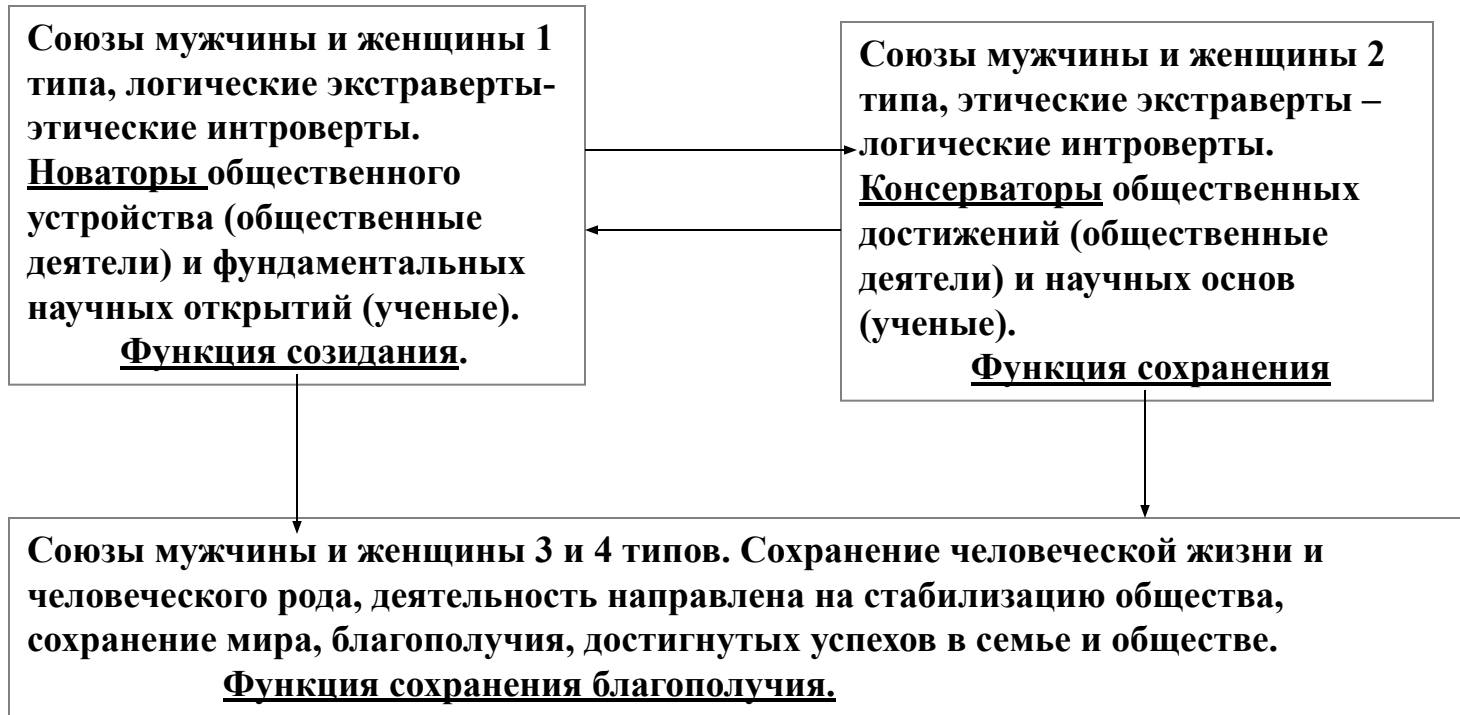 Союзы мужчины и женщины 1
типа, логические экстраверты-
этические интроверты.
Новаторы общественного
устройства (общественные
деятели) и фундаментальных
научных открытий (ученые).
Функция созидания.
Союзы мужчины и женщины 2
типа, этические экстраверты –
логические интроверты.
Консерваторы общественных
достижений (общественные
деятели) и научных основ
(ученые).
Функция сохранения
Союзы мужчины и женщины 3 и 4 типов. Сохранение человеческой жизни и
человеческого рода, деятельность направлена на стабилизацию общества,
сохранение мира, благополучия, достигнутых успехов в семье и обществе.
Функция сохранения благополучия.